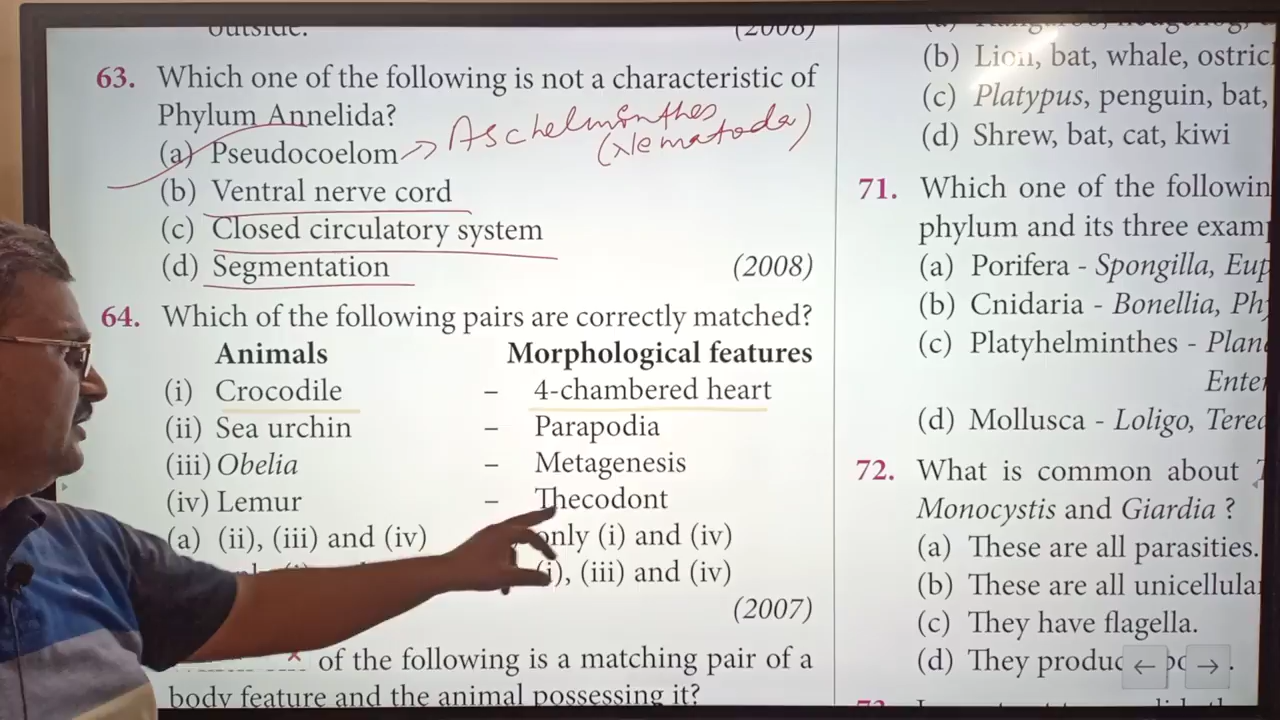 outside. (2008)
63. Which one of the following is not a characteristic of
Phylum Annelida?
(a) Pseudocoelom → Aschelminthes
(Nematoda)
(b) Ventral nerve cord
(c) Closed circulatory system
(d) Segmentation (2008)
64. Which of the following pairs are correctly matched?
Animals Morphological features
(i) Crocodile – 4-chambered heart
(ii) Sea urchin – Parapodia
(iii) Obelia – Metagenesis
(iv) Lemur – Thecodont
(a) (ii), (iii) and (iv) only (i) and (iv)
(i), (iii) and (iv)
(2007)
of the following is a matching pair of a
body feature and the animal possessing it?
(b) Lion, bat, whale, ostric
(c) Platypus, penguin, bat,
(d) Shrew, bat, cat, kiwi
71. Which one of the followin
phylum and its three exam
(a) Porifera - Spongilla, Eup
(b) Cnidaria - Bonellia, Ph
(c) Platyhelminthes - Plan
Enter
(d) Mollusca - Loligo, Tered
72. What is common about
Monocystis and Giardia ?
(a) These are all parasities.
(b) These are all unicellula
(c) They have flagella.
(d) They produc